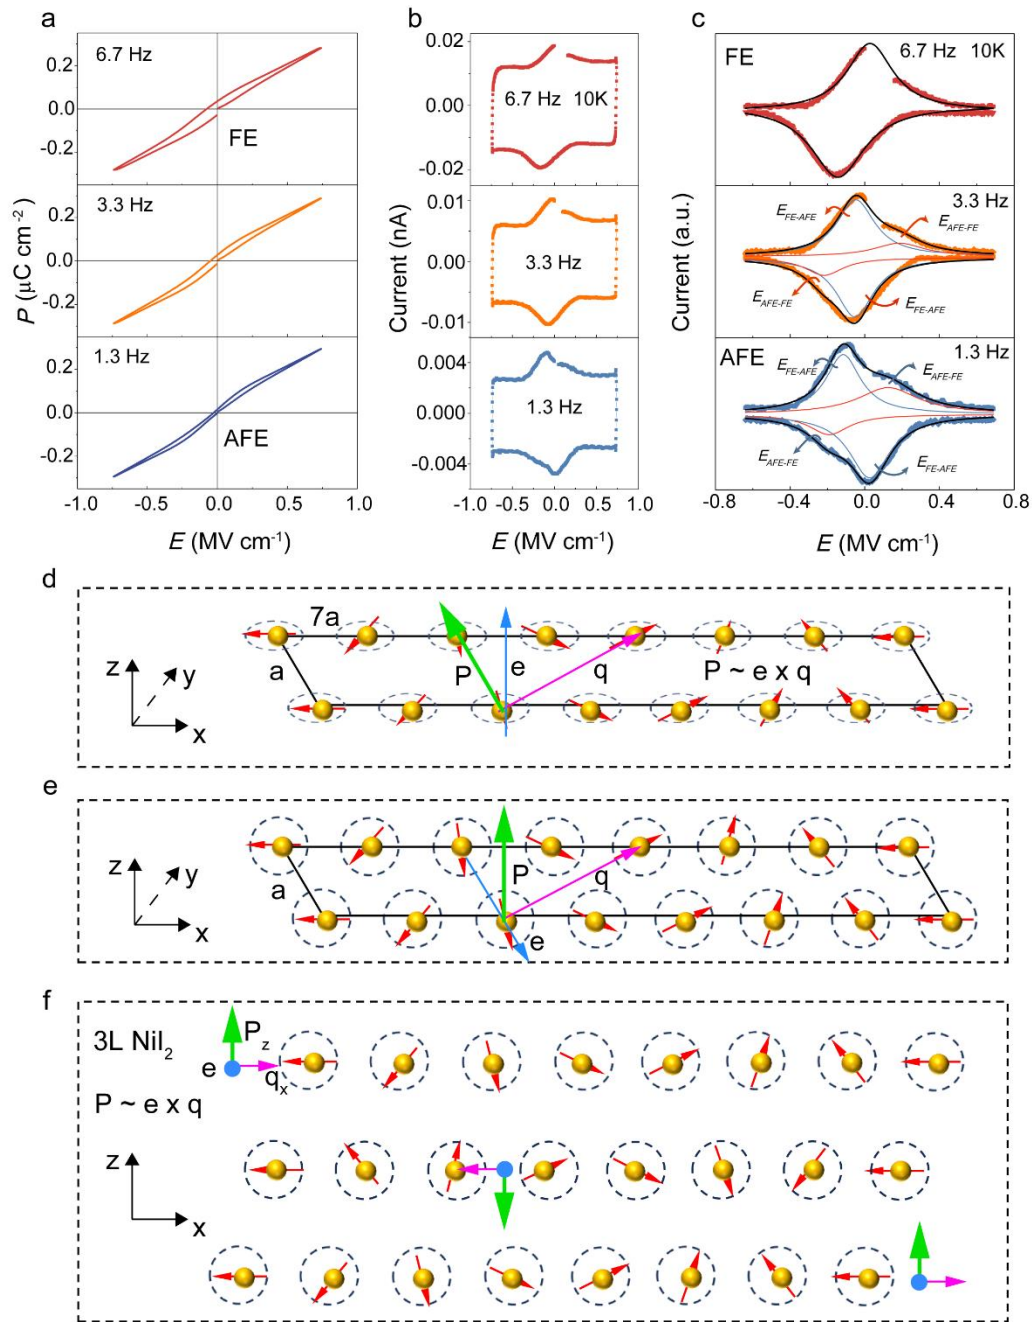 a
6.7 Hz
0.2
0.0
-0.2
FE
3.3 Hz
0.2
0.0
-0.2
1.3 Hz
0.2
0.0
0.2
AFE
P (μC cm⁻²)
-1.0 -0.5 0.0 0.5 1.0
E (MV cm⁻¹)
b
0.02
0.00
-0.02
6.7 Hz 10K
0.01
0.00
-0.01
3.3 Hz
0.004
0.000
-0.004
1.3 Hz
Current (nA)
-1.0 -0.5 0.0 0.5 1.0
E (MV cm⁻¹)
c
FE
6.7 Hz 10K
3.3 Hz
E_FE-AFE
E_AFE-FE
E_AFE-FE
E_FE-AFE
AFE
1.3 Hz
E_FE-AFE
E_AFE-FE
E_AFE-FE
E_FE-AFE
Current (a.u.)
-0.8 -0.4 0.0 0.4 0.8
E (MV cm⁻¹)
d
7a
a
z
y
x
P
e
q
P ~ e x q
e
a
z
y
x
P
q
e
f
3L NiI₂
P_z
e
q_x
P ~ e x q
z
x